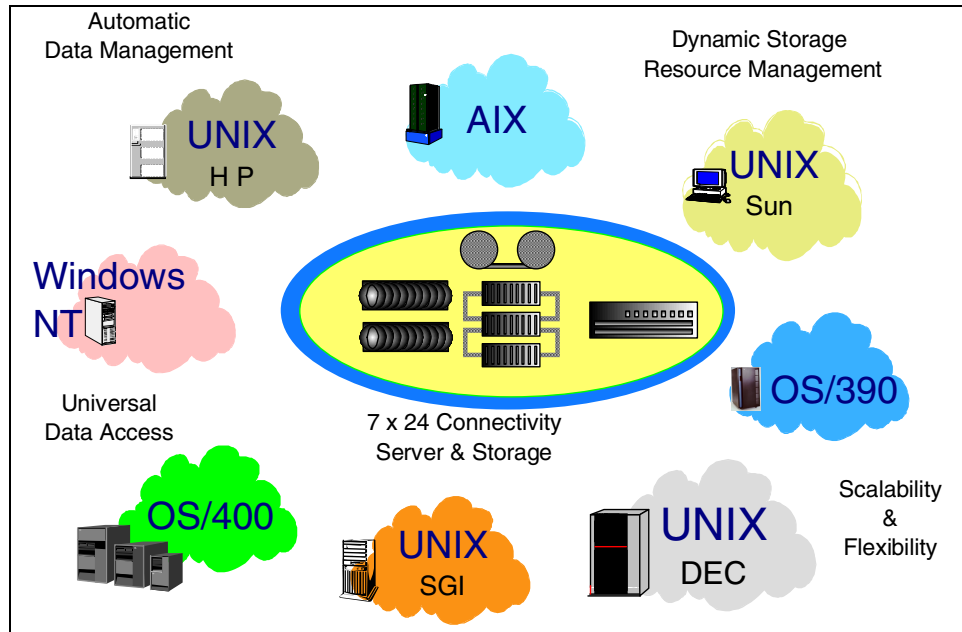 Automatic
Data Management
Dynamic Storage
Resource Management
UNIX
H P
AIX
UNIX
Sun
Windows
NT
OS/390
Universal
Data Access
7 x 24 Connectivity
Server & Storage
OS/400
UNIX
SGI
UNIX
DEC
Scalability
&
Flexibility